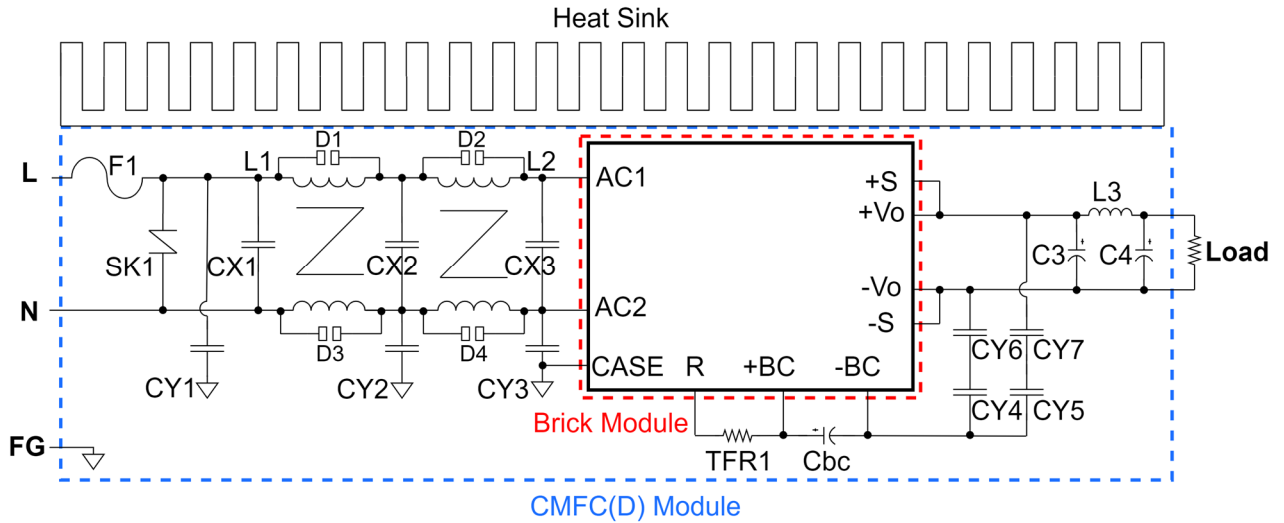 Heat Sink
D1
D2
L
F1
L1
L2
AC1
+S
+Vo
L3
SK1
CX1
CX2
CX3
C3
C4
Load
N
AC2
-Vo
-S
D3
D4
CASE
R
+BC
-BC
CY6
CY7
CY1
CY2
CY3
CY4
CY5
Brick Module
FG
TFR1
Cbc
CMFC(D) Module